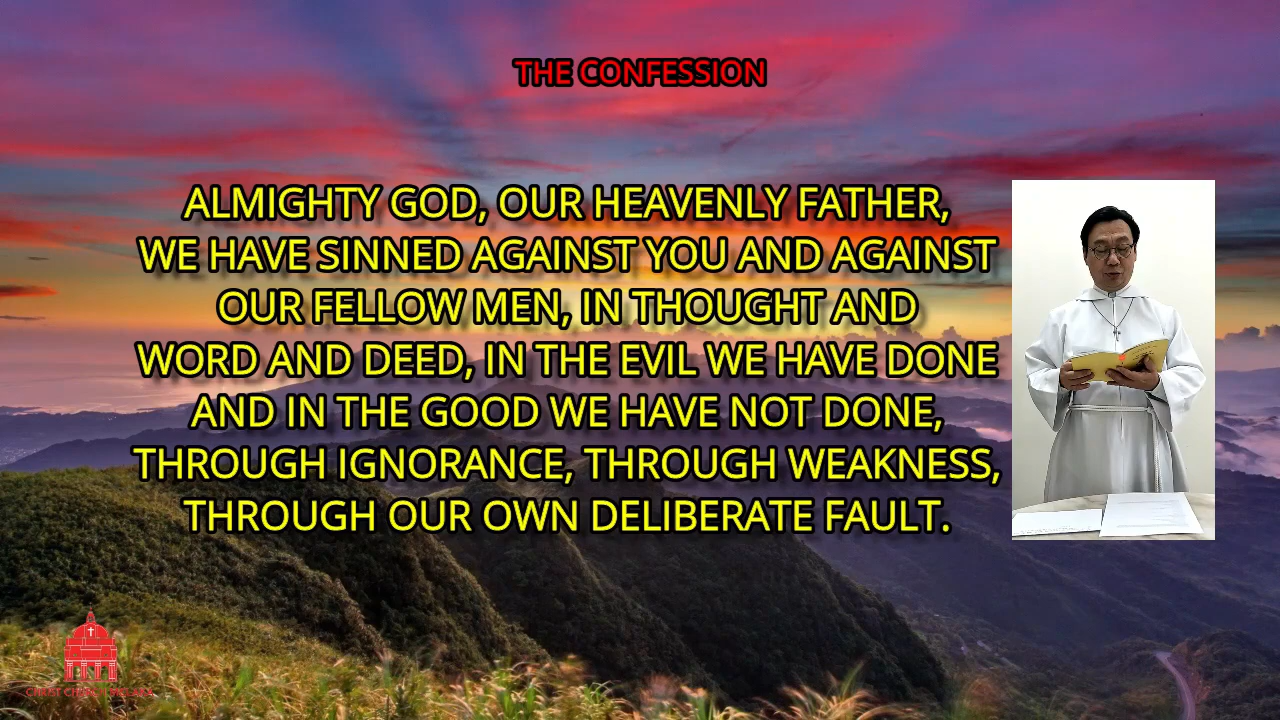 THE CONFESSION
ALMIGHTY GOD, OUR HEAVENLY FATHER,
WE HAVE SINNED AGAINST YOU AND AGAINST
OUR FELLOW MEN, IN THOUGHT AND
WORD AND DEED, IN THE EVIL WE HAVE DONE
AND IN THE GOOD WE HAVE NOT DONE,
THROUGH IGNORANCE, THROUGH WEAKNESS,
THROUGH OUR OWN DELIBERATE FAULT.
CHRIST CHURCH MELAKA